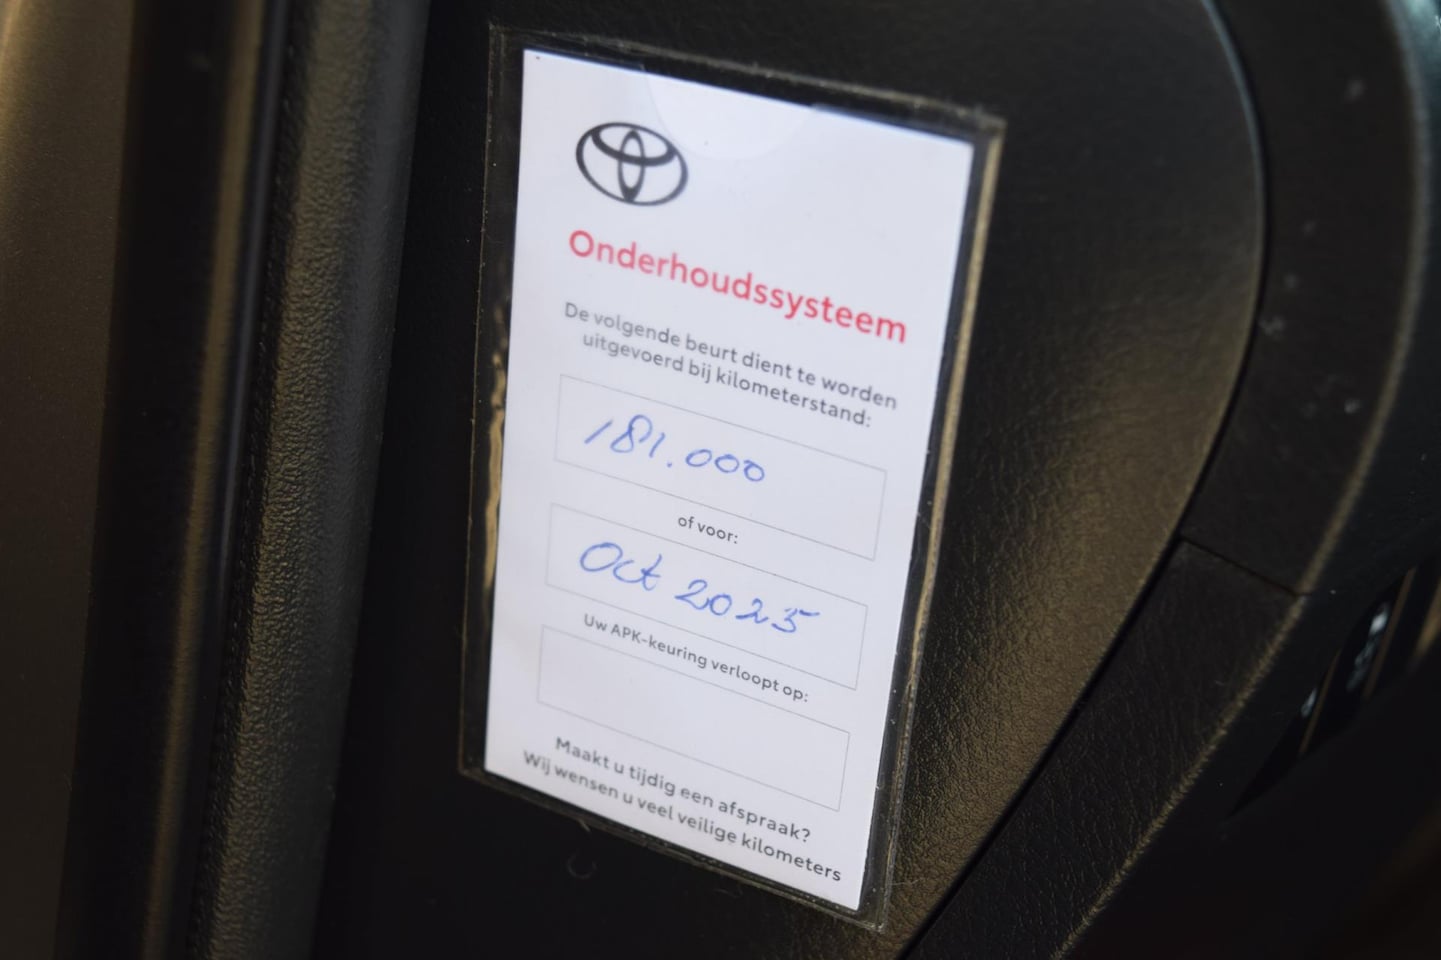 Onderhoudssysteem
De volgende beurt dient te worden
uitgevoerd bij kilometerstand:
181.000
of voor:
Oct 2025
Uw APK-keuring verloopt op:
Maakt u tijdig een afspraak?
Wij wensen u veel veilige kilometers